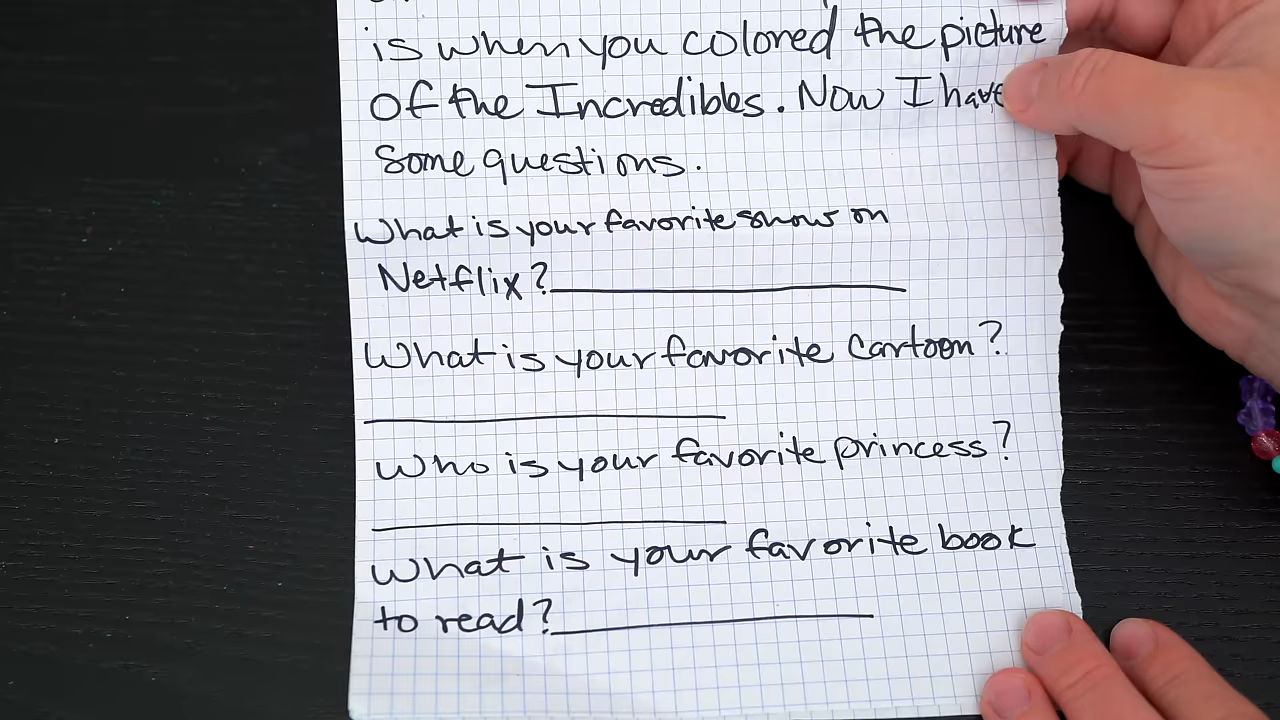 is when you colored the picture
of the Incredibles. Now I have
some questions.
What is your favorite show on
Netflix?
What is your favorite cartoon?
Who is your favorite princess?
What is your favorite book
to read?